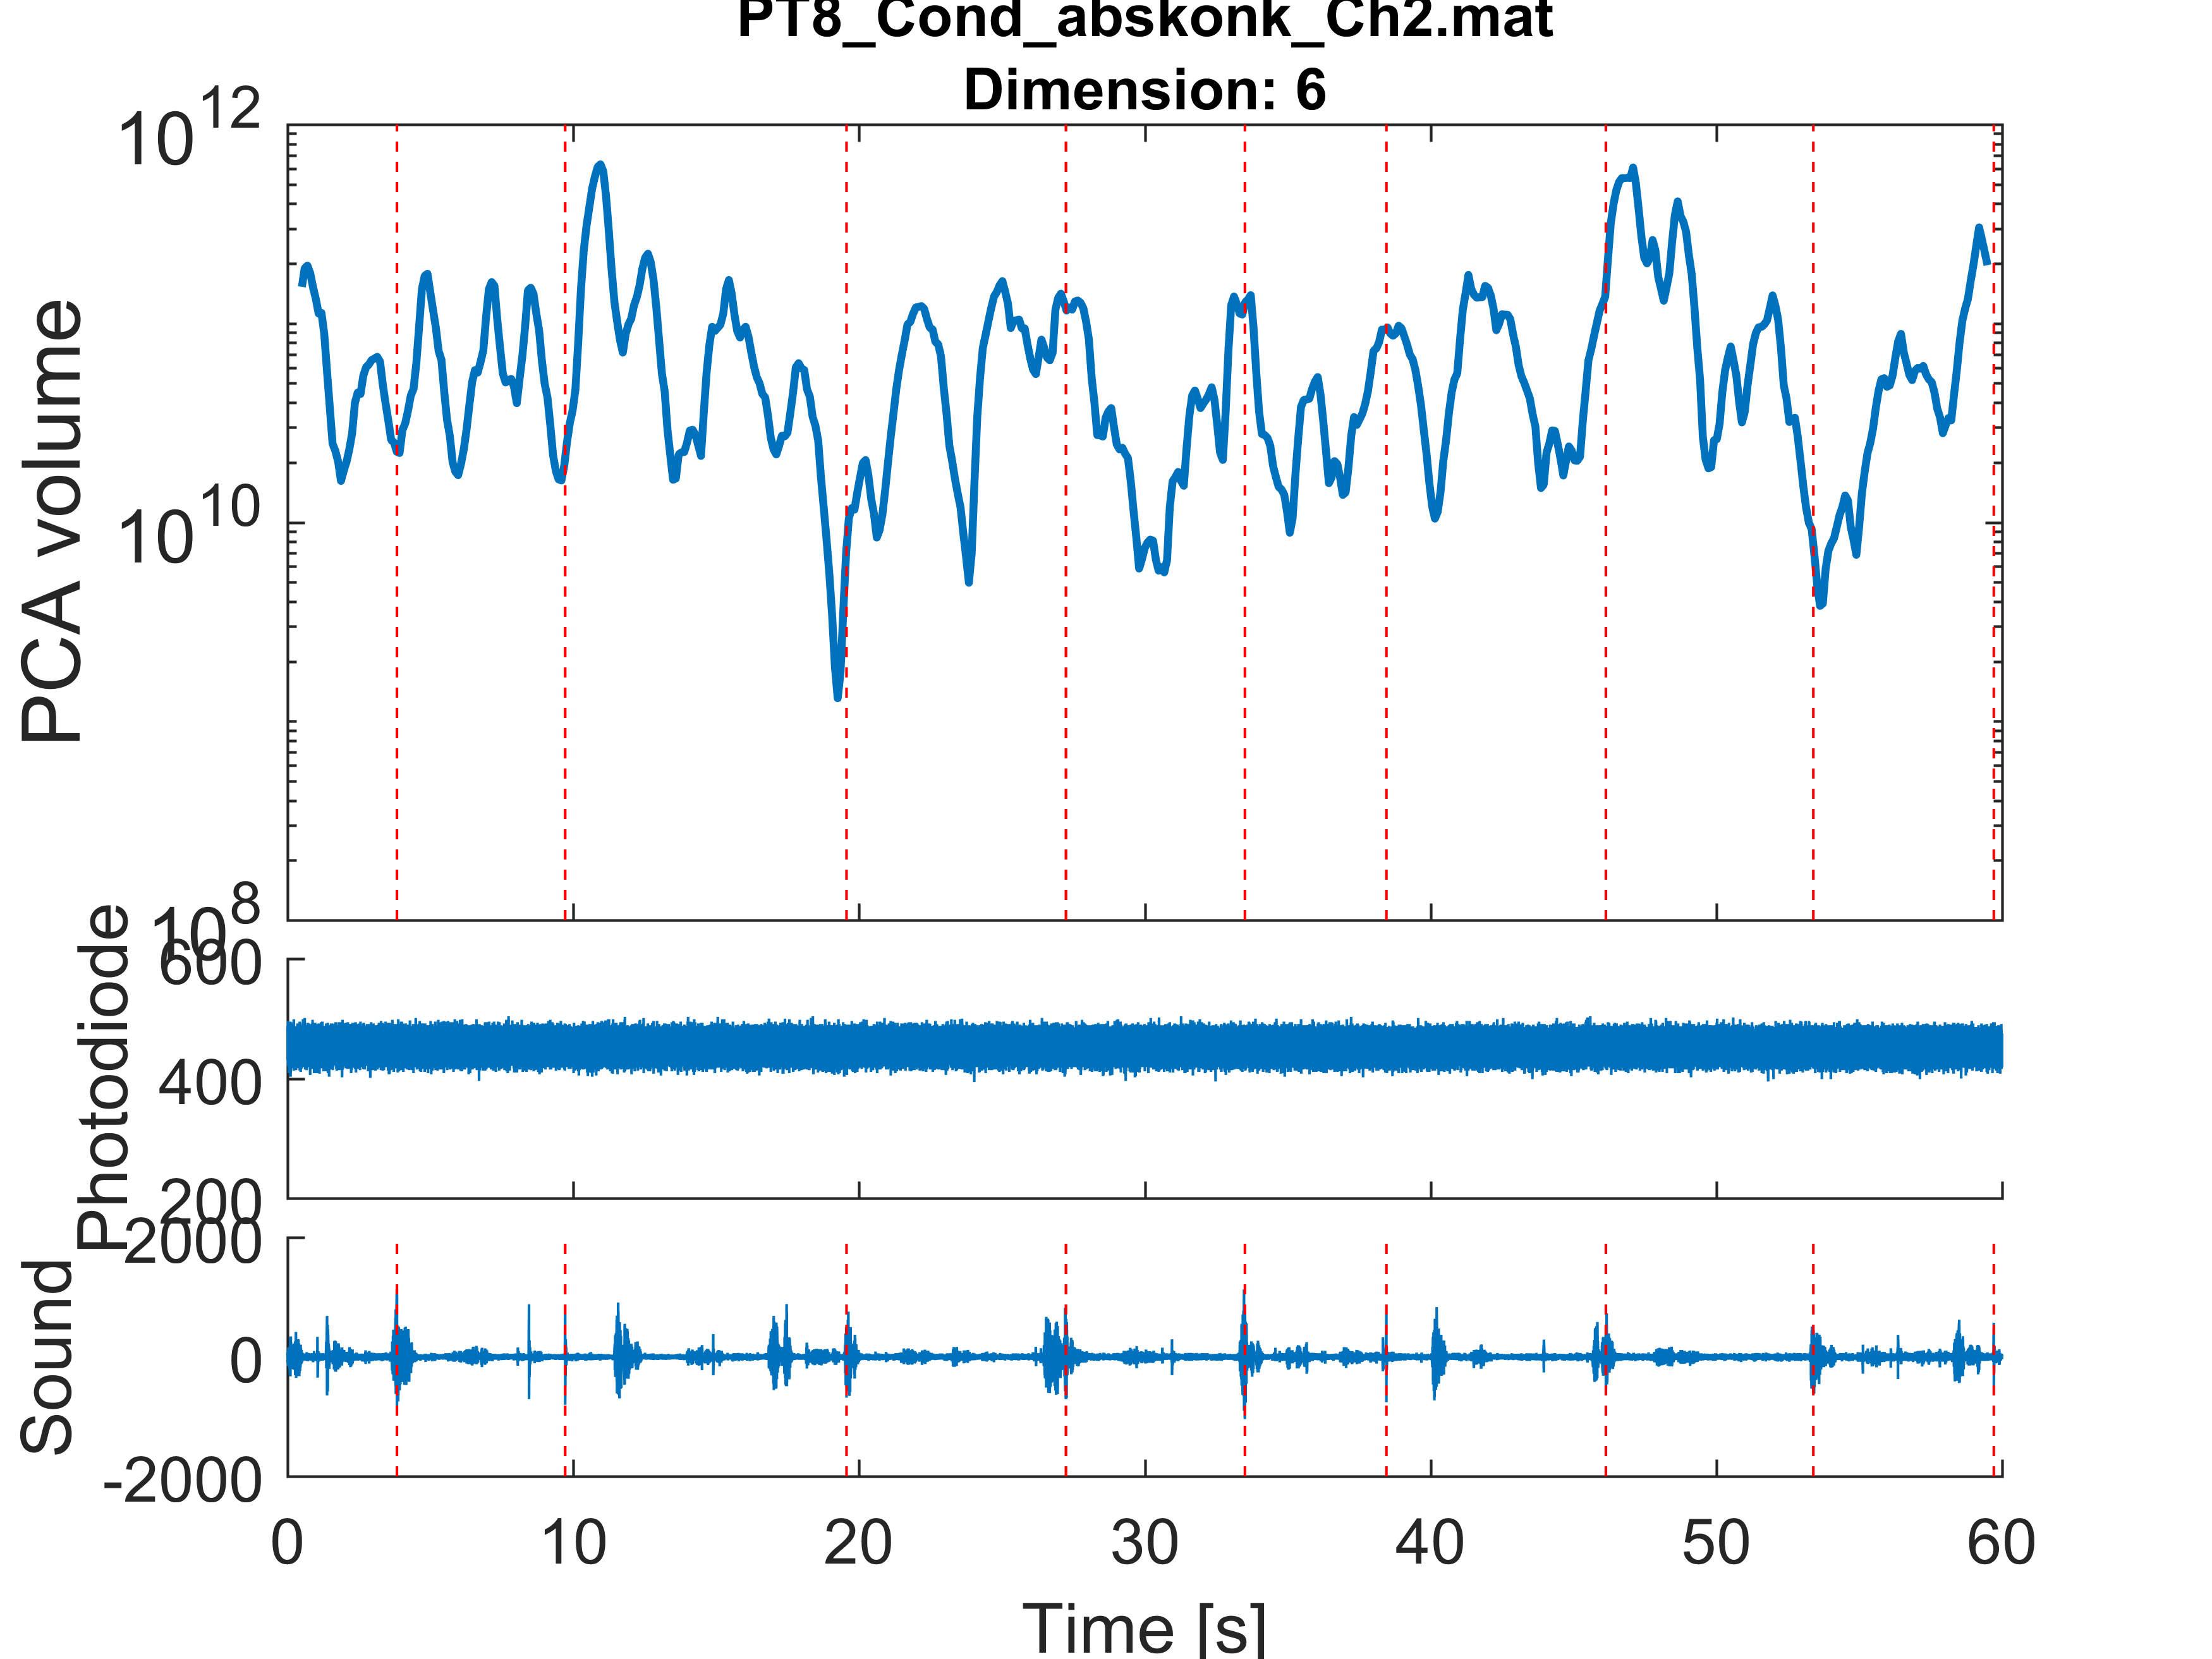 PT8_Cond_abskonk_Ch2.mat
Dimension: 6
PCA volume
10^12
10^10
10^8
Photodiode
600
400
200
Sound
2000
0
-2000
0 10 20 30 40 50 60
Time [s]